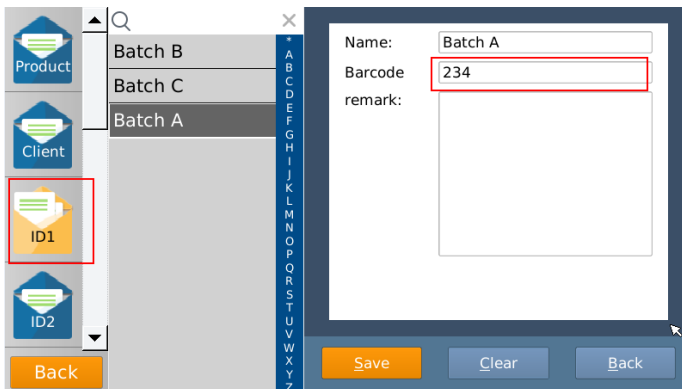 Product
Client
ID1
ID2
Back
Batch B
Batch C
Batch A
*
A
B
C
D
E
F
G
H
I
J
K
L
M
N
O
P
Q
R
S
T
U
V
W
X
Y
Z
Name: Batch A
Barcode 234
remark:
Save Clear Back